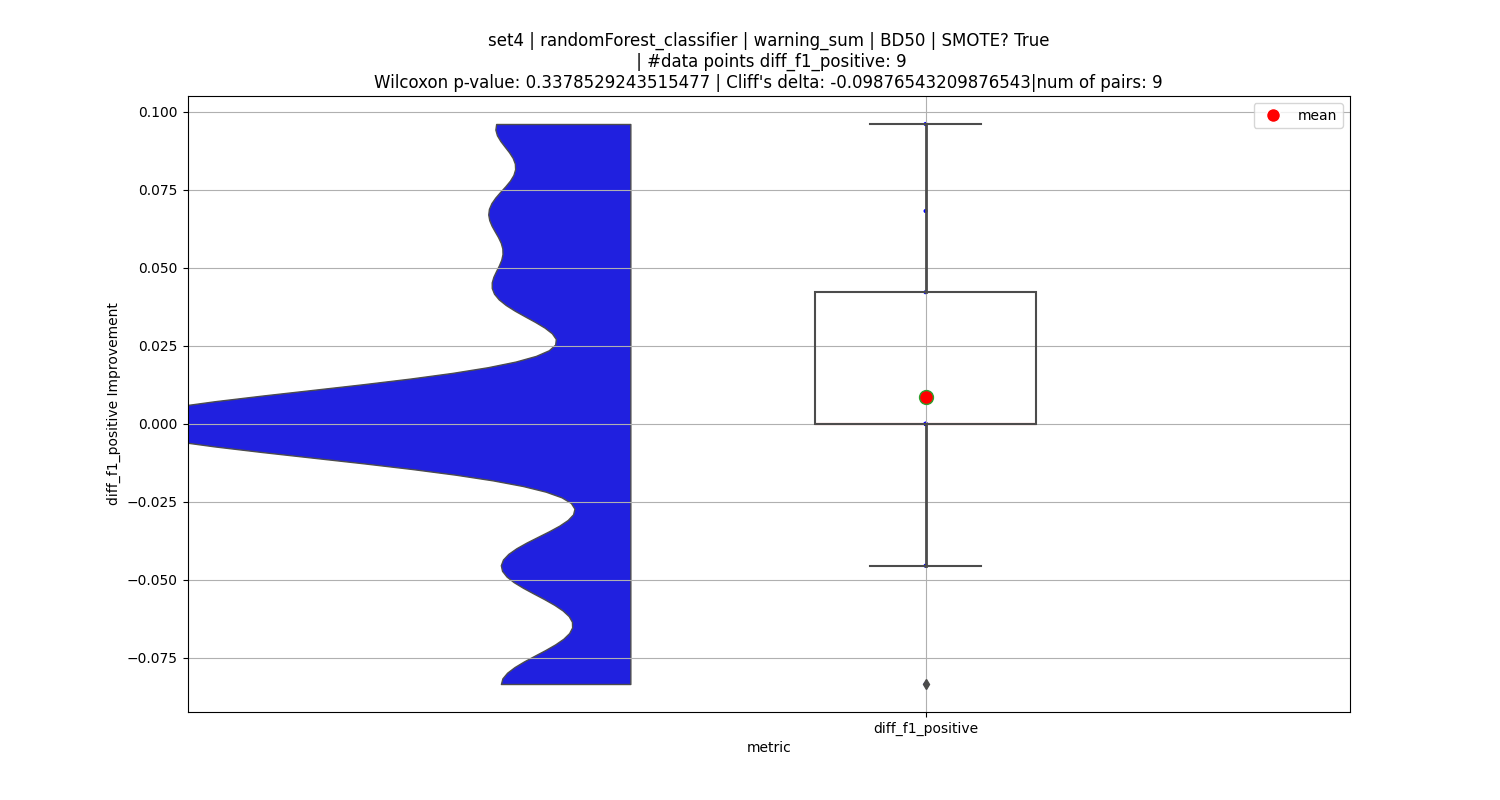 set4 | randomForest_classifier | warning_sum | BD50 | SMOTE? True
| #data points diff_f1_positive: 9
Wilcoxon p-value: 0.3378529243515477 | Cliff's delta: -0.09876543209876543|num of pairs: 9
mean
0.100
0.075
0.050
0.025
0.000
−0.025
−0.050
−0.075
diff_f1_positive Improvement
diff_f1_positive
metric